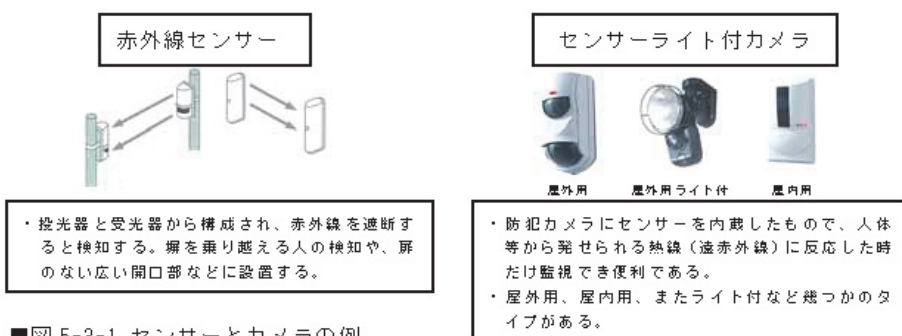 赤外線センサー
・投光器と受光器から構成され、赤外線を遮断す
ると検知する。塀を乗り越える人の検知や、扉
のない広い開口部などに設置する。
センサーライト付カメラ
屋外用 屋外用ライト付 屋内用
・防犯カメラにセンサーを内蔵したもので、人体
等から発せられる熱線（遠赤外線）に反応した時
だけ監視でき便利である。
・屋外用、屋内用、またライト付など幾つかのタ
イプがある。
■図 5-3-1 センサーとカメラの例